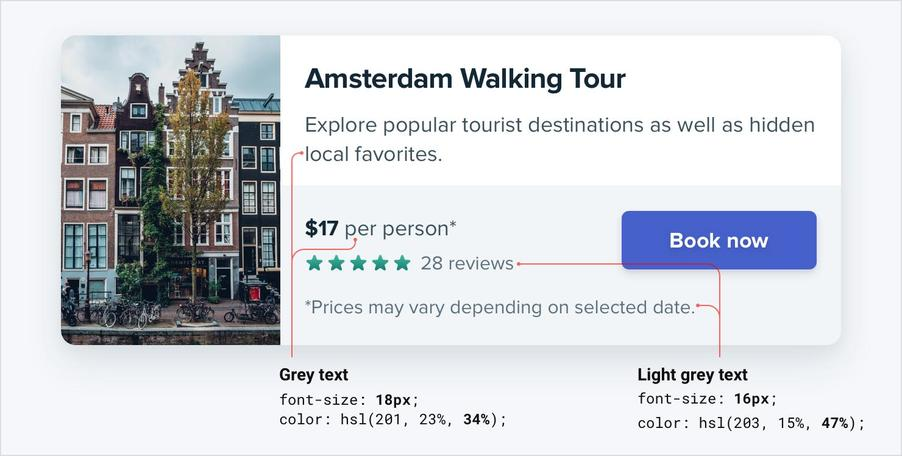 Amsterdam Walking Tour
Explore popular tourist destinations as well as hidden
local favorites.
$17 per person*
Book now
28 reviews
*Prices may vary depending on selected date.
Grey text
font-size: 18px;
color: hsl(201, 23%, 34%);
Light grey text
font-size: 16px;
color: hsl(203, 15%, 47%);